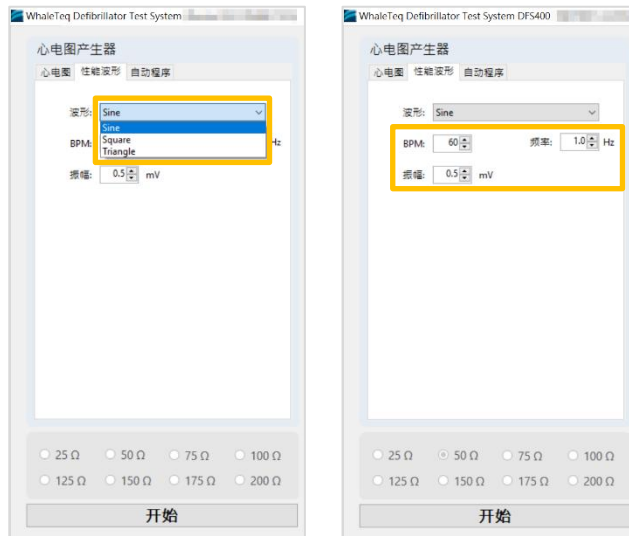 WhaleTeq Defibrillator Test System
心电图产生器
心电图 性能波形 自动程序
波形: Sine
Sine
Square
Triangle
BPM: Hz
振幅: 0.5 mV
25 Ω 50 Ω 75 Ω 100 Ω
125 Ω 150 Ω 175 Ω 200 Ω
开始
WhaleTeq Defibrillator Test System DFS400
心电图产生器
心电图 性能波形 自动程序
波形: Sine
BPM: 60 频率: 1.0 Hz
振幅: 0.5 mV
25 Ω 50 Ω 75 Ω 100 Ω
125 Ω 150 Ω 175 Ω 200 Ω
开始